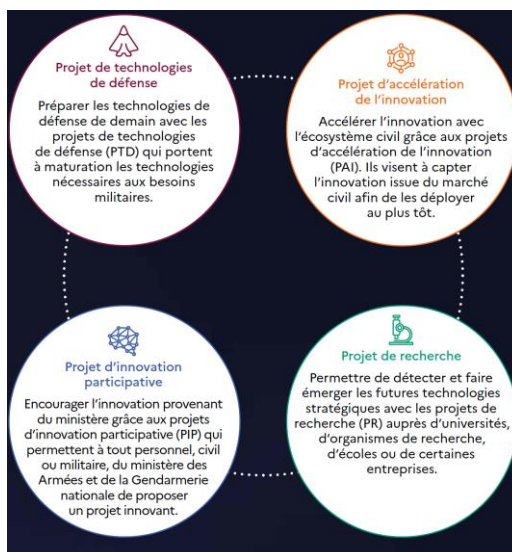 Projet de technologies
de défense
Préparer les technologies de
défense de demain avec les
projets de technologies
de défense (PTD) qui portent
à maturation les technologies
nécessaires aux besoins
militaires.
Projet d’accélération
de l’innovation
Accélérer l’innovation avec
l’écosystème civil grâce aux projets
d’accélération de l’innovation
(PAI). Ils visent à capter
l’innovation issue du marché
civil afin de les déployer
au plus tôt.
Projet d’innovation
participative
Encourager l’innovation provenant
du ministère grâce aux projets
d’innovation participative (PIP) qui
permettent à tout personnel, civil
ou militaire, du ministère des
Armées et de la Gendarmerie
nationale de proposer
un projet innovant.
Projet de recherche
Permettre de détecter et faire
émerger les futures technologies
stratégiques avec les projets de
recherche (PR) auprès d’universités,
d’organismes de recherche,
d’écoles ou de certaines
entreprises.